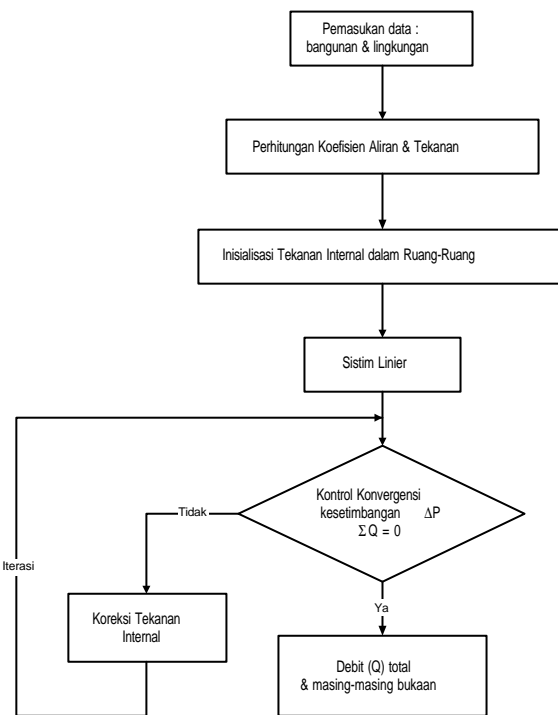 Pemasukan data :
bangunan & lingkungan
Perhitungan Koefisien Aliran & Tekanan
Inisialisasi Tekanan Internal dalam Ruang-Ruang
Sistim Linier
Kontrol Konvergensi
kesetimbangan ΔP
ΣQ = 0
Tidak
Iterasi
Koreksi Tekanan
Internal
Ya
Debit (Q) total
& masing-masing bukaan